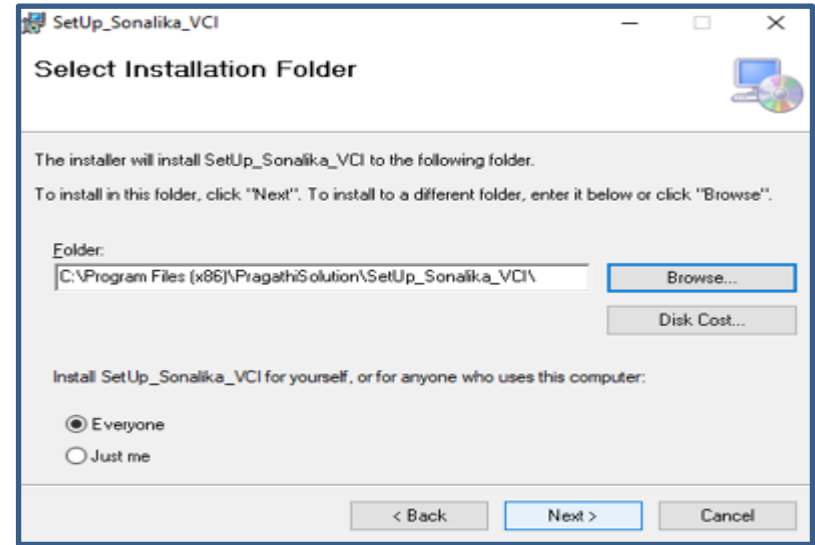 SetUp_Sonalika_VCI
Select Installation Folder
The installer will install SetUp_Sonalika_VCI to the following folder.
To install in this folder, click "Next". To install to a different folder, enter it below or click "Browse".
Folder:
C:\Program Files (x86)\PragathiSolution\SetUp_Sonalika_VCI\
Browse...
Disk Cost...
Install SetUp_Sonalika_VCI for yourself, or for anyone who uses this computer:
Everyone
Just me
< Back
Next >
Cancel